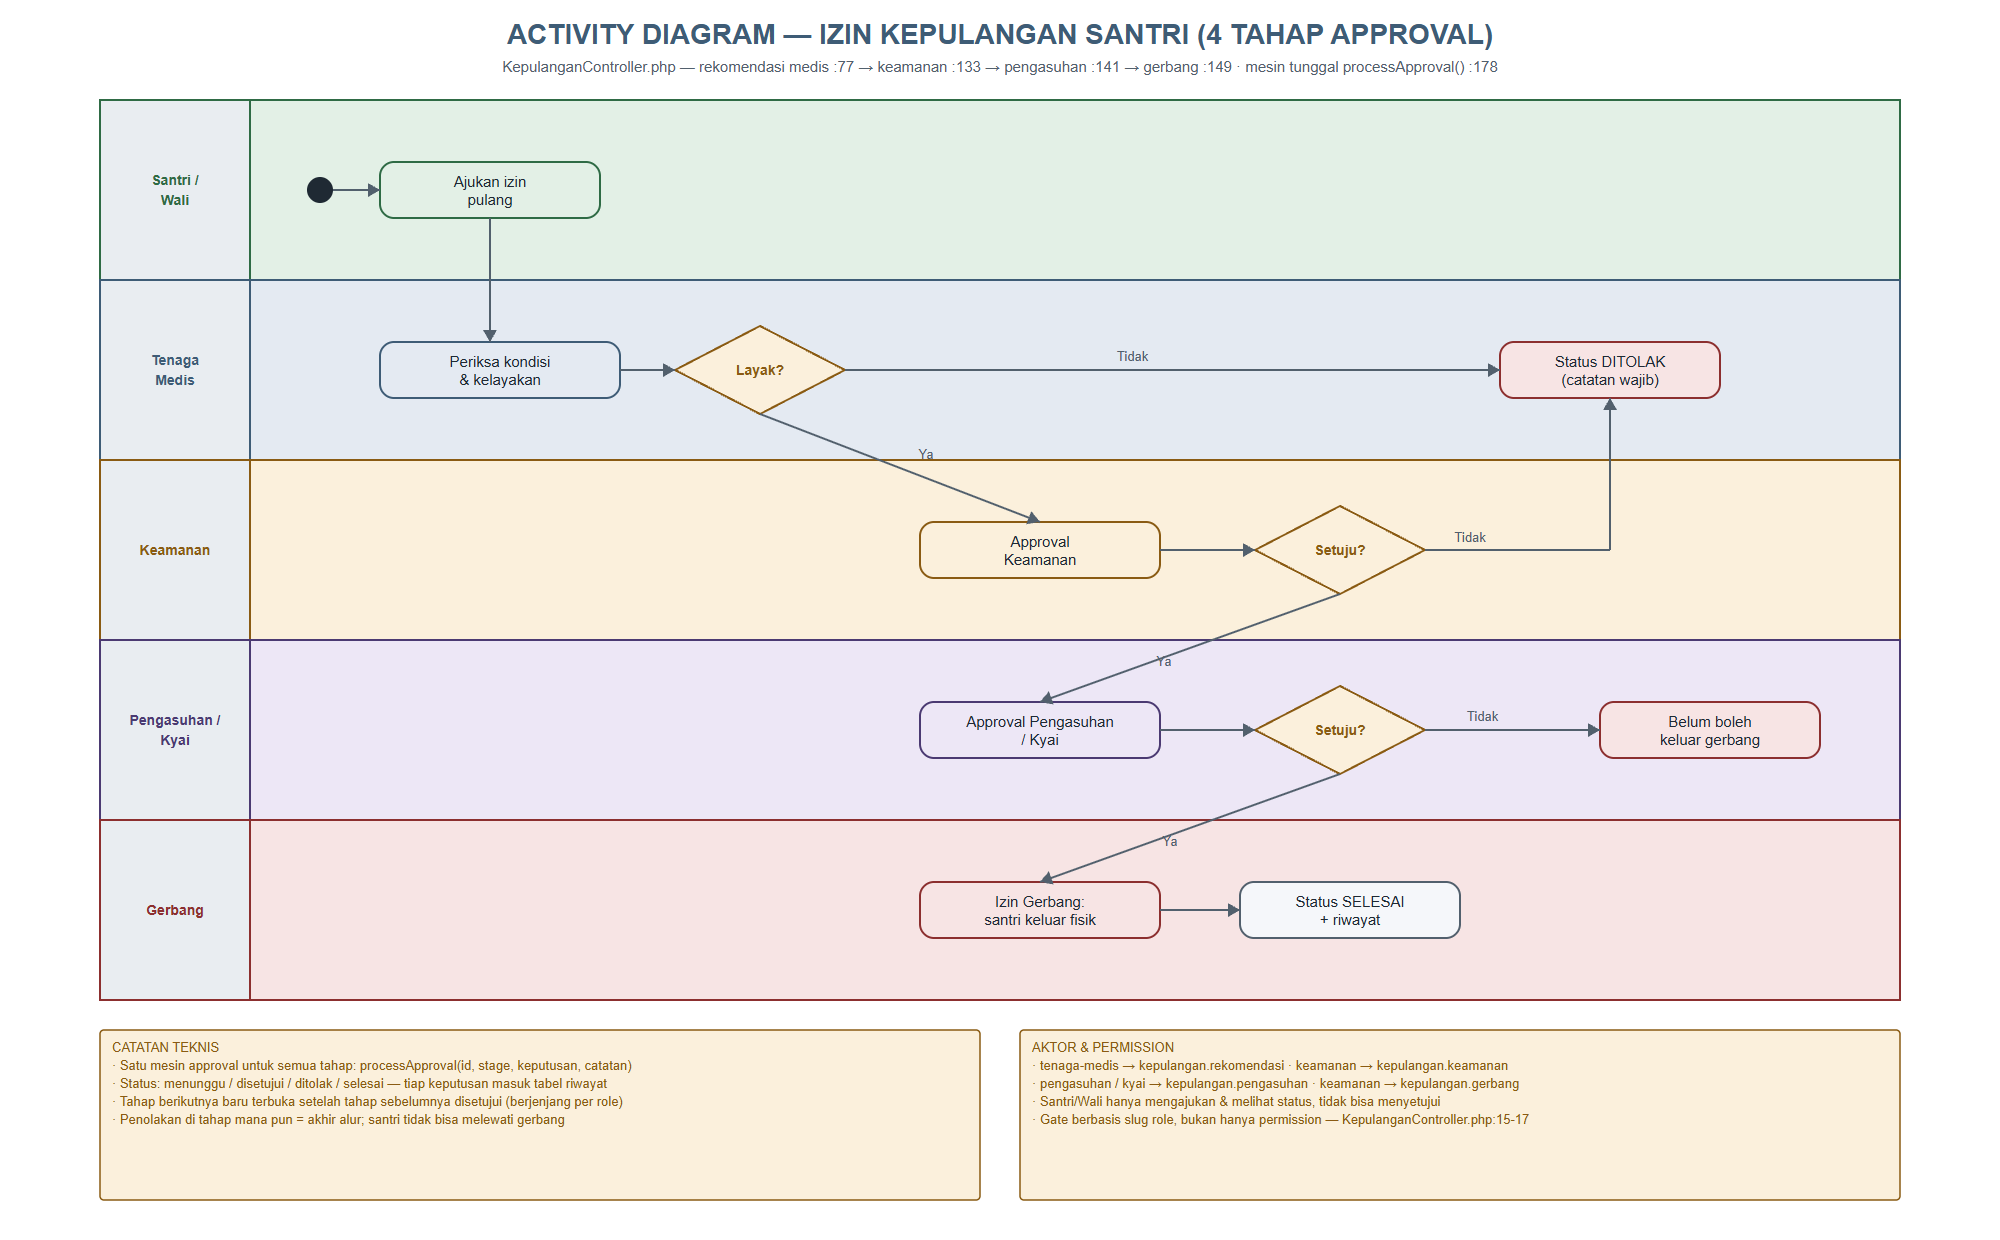 ACTIVITY DIAGRAM — IZIN KEPULANGAN SANTRI (4 TAHAP APPROVAL)
KepulanganController.php — rekomendasi medis :77 → keamanan :133 → pengasuhan :141 → gerbang :149 · mesin tunggal processApproval() :178
Santri /
Wali
Ajukan izin
pulang
Tenaga
Medis
Periksa kondisi
& kelayakan
Layak?
Tidak
Status DITOLAK
(catatan wajib)
Ya
Keamanan
Approval
Keamanan
Setuju?
Tidak
Ya
Pengasuhan /
Kyai
Approval Pengasuhan
/ Kyai
Setuju?
Tidak
Belum boleh
keluar gerbang
Ya
Gerbang
Izin Gerbang:
santri keluar fisik
Status SELESAI
+ riwayat
CATATAN TEKNIS
· Satu mesin approval untuk semua tahap: processApproval(id, stage, keputusan, catatan)
· Status: menunggu / disetujui / ditolak / selesai — tiap keputusan masuk tabel riwayat
· Tahap berikutnya baru terbuka setelah tahap sebelumnya disetujui (berjenjang per role)
· Penolakan di tahap mana pun = akhir alur; santri tidak bisa melewati gerbang
AKTOR & PERMISSION
· tenaga-medis → kepulangan.rekomendasi · keamanan → kepulangan.keamanan
· pengasuhan / kyai → kepulangan.pengasuhan · keamanan → kepulangan.gerbang
· Santri/Wali hanya mengajukan & melihat status, tidak bisa menyetujui
· Gate berbasis slug role, bukan hanya permission — KepulanganController.php:15-17